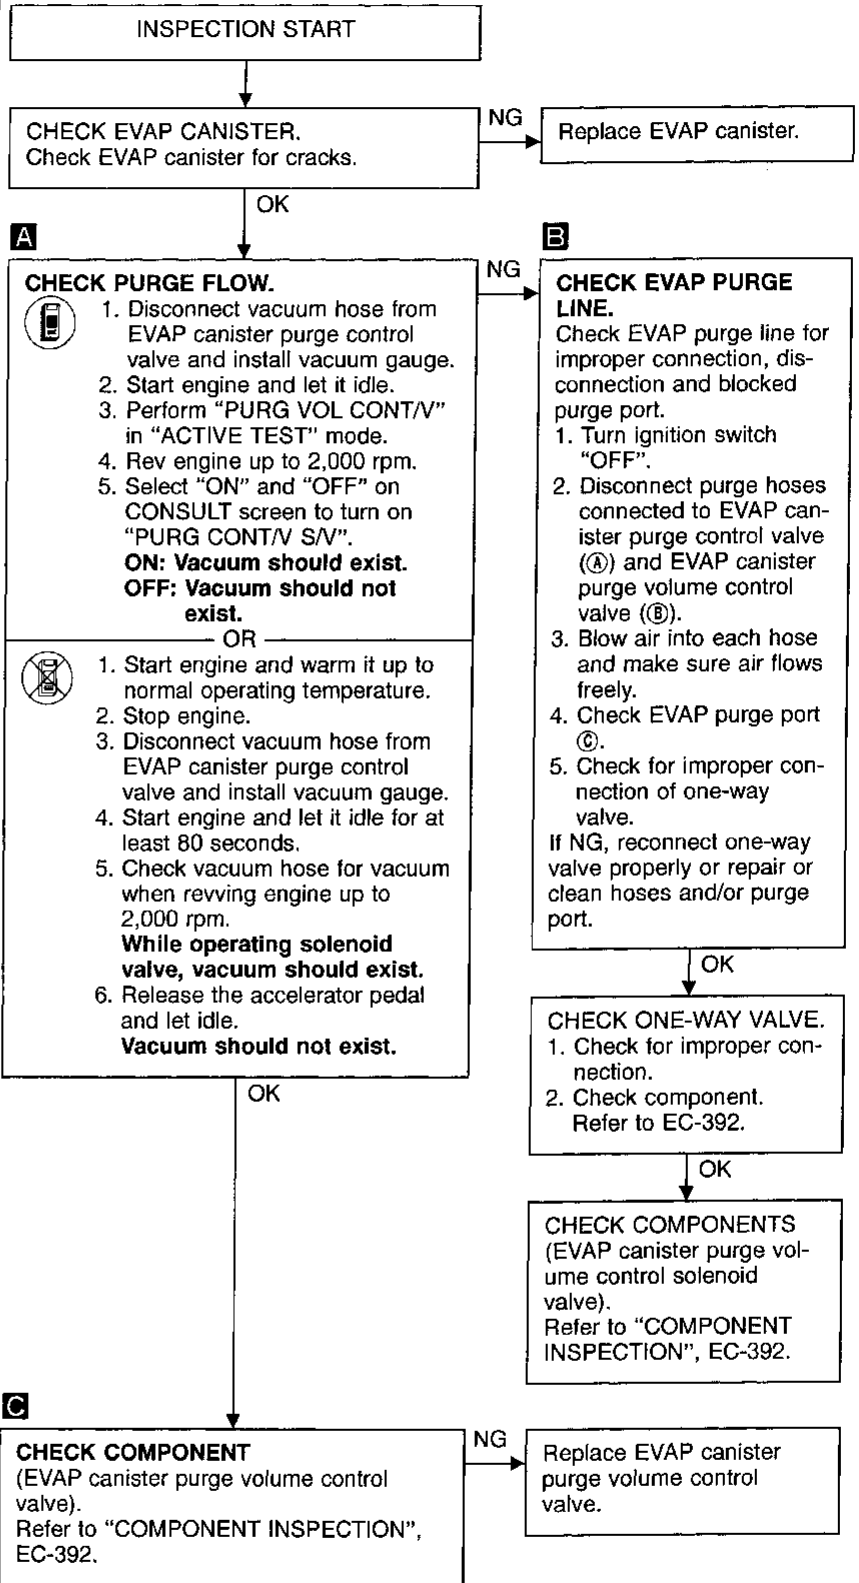 INSPECTION START
CHECK EVAP CANISTER.
Check EVAP canister for cracks.
NG
Replace EVAP canister.
OK
A
CHECK PURGE FLOW.
1. Disconnect vacuum hose from
EVAP canister purge control
valve and install vacuum gauge.
2. Start engine and let it idle.
3. Perform “PURG VOL CONT/V”
in “ACTIVE TEST” mode.
4. Rev engine up to 2,000 rpm.
5. Select “ON” and “OFF” on
CONSULT screen to turn on
“PURG CONT/V S/V”.
ON: Vacuum should exist.
OFF: Vacuum should not
exist.
OR
1. Start engine and warm it up to
normal operating temperature.
2. Stop engine.
3. Disconnect vacuum hose from
EVAP canister purge control
valve and install vacuum gauge.
4. Start engine and let it idle for at
least 80 seconds.
5. Check vacuum hose for vacuum
when revving engine up to
2,000 rpm.
While operating solenoid
valve, vacuum should exist.
6. Release the accelerator pedal
and let idle.
Vacuum should not exist.
NG
B
CHECK EVAP PURGE
LINE.
Check EVAP purge line for
improper connection, dis-
connection and blocked
purge port.
1. Turn ignition switch
“OFF”.
2. Disconnect purge hoses
connected to EVAP can-
ister purge control valve
(Ⓐ) and EVAP canister
purge volume control
valve ((Ⓑ).
3. Blow air into each hose
and make sure air flows
freely.
4. Check EVAP purge port
Ⓒ.
5. Check for improper con-
nection of one-way
valve.
If NG, reconnect one-way
valve properly or repair or
clean hoses and/or purge
port.
OK
CHECK ONE-WAY VALVE.
1. Check for improper con-
nection.
2. Check component.
Refer to EC-392.
OK
CHECK COMPONENTS
(EVAP canister purge vol-
ume control solenoid
valve).
Refer to “COMPONENT
INSPECTION”, EC-392.
OK
C
CHECK COMPONENT
(EVAP canister purge volume control
valve).
Refer to “COMPONENT INSPECTION”,
EC-392.
NG
Replace EVAP canister
purge volume control
valve.